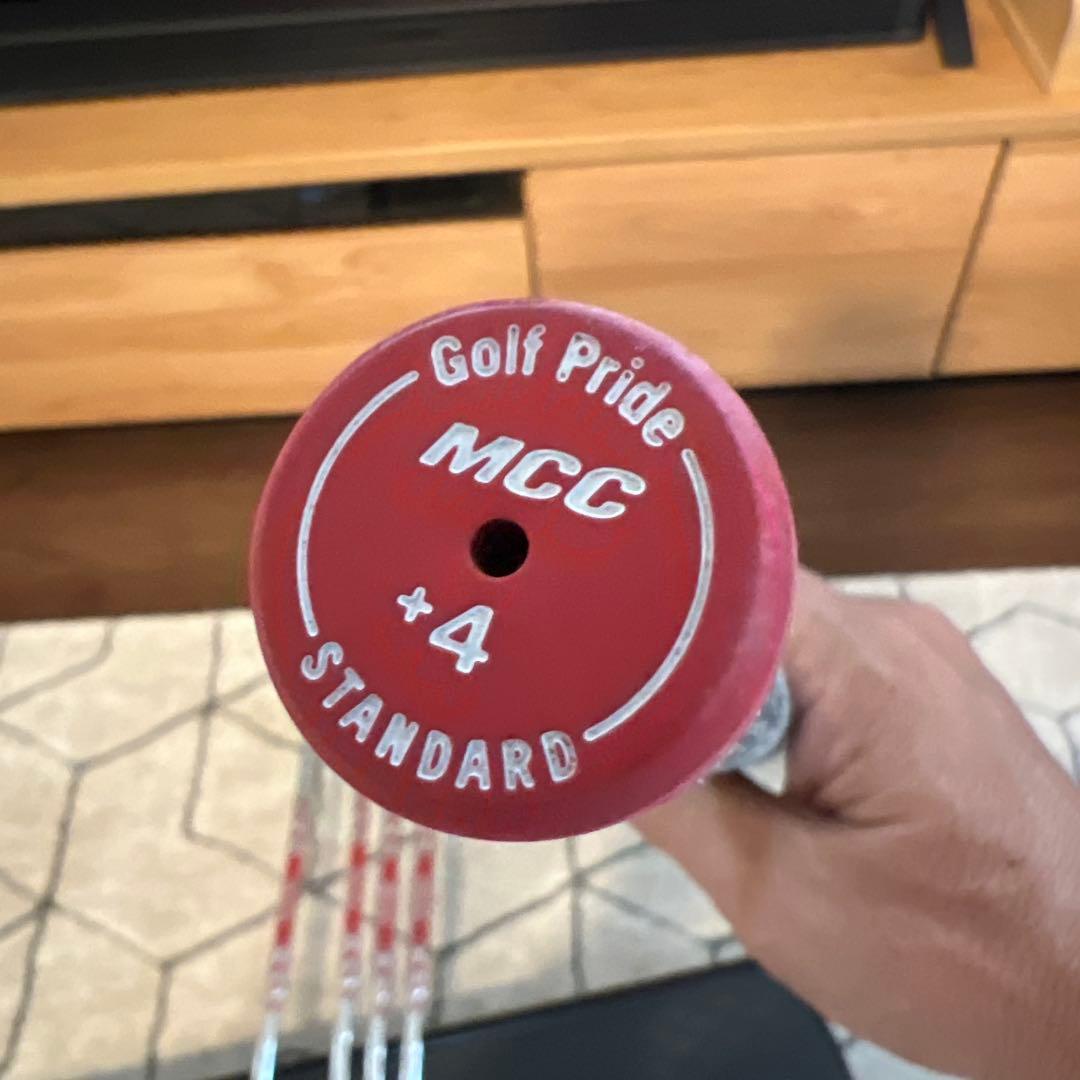 Golf Pride
MCC
+4
STANDARD